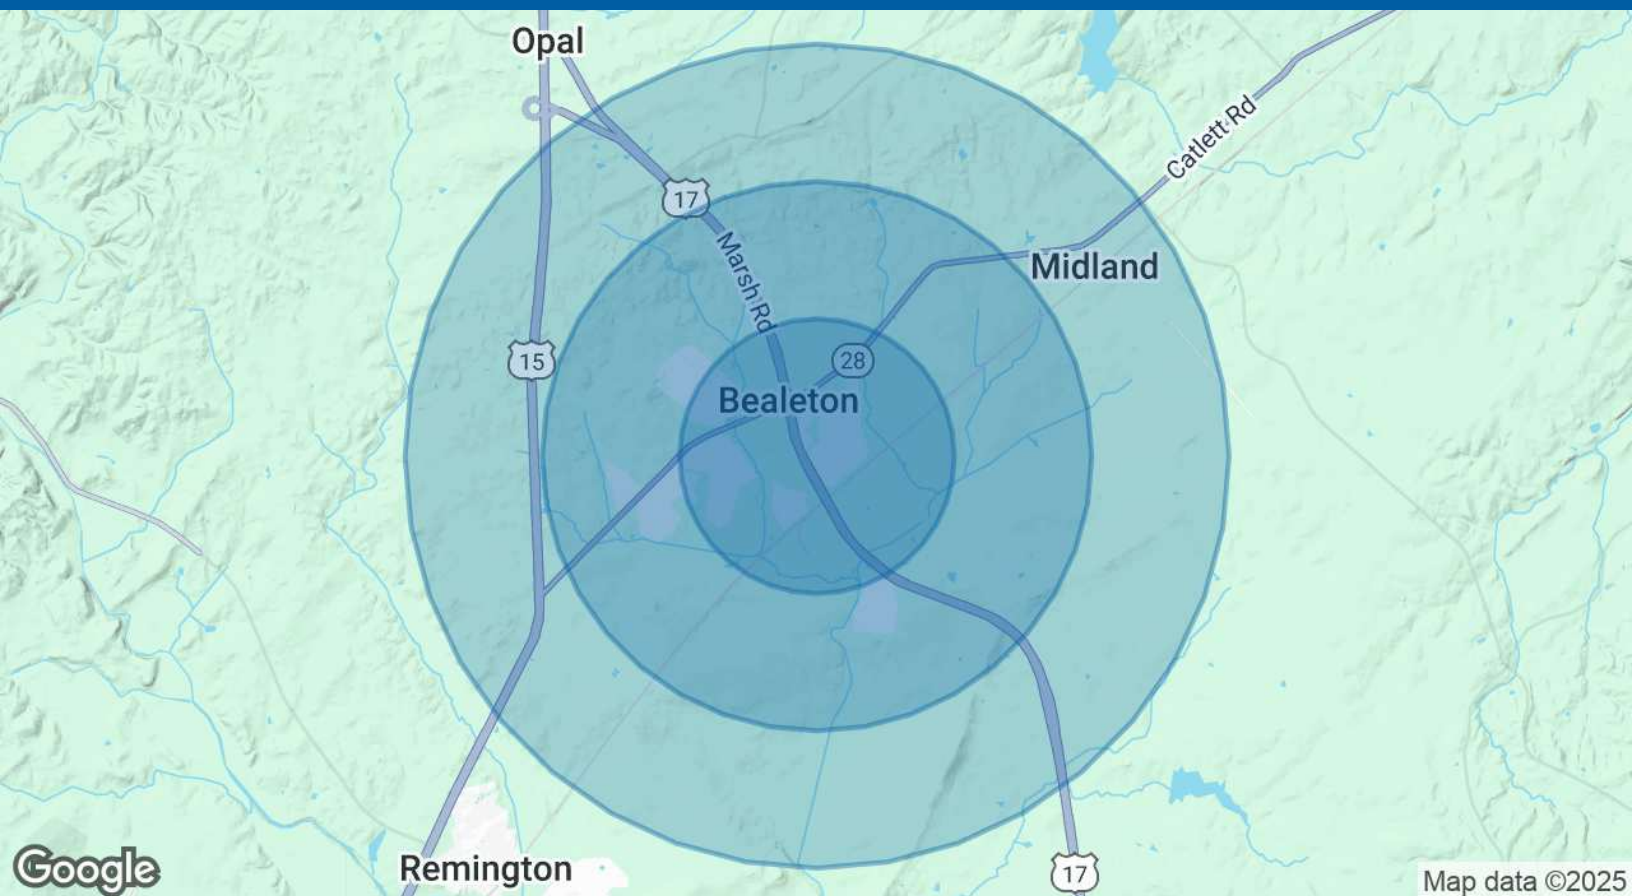 Opal
Catlett Rd
17
Marsh Rd
Midland
15
28
Bealeton
Remington
17
Google
Map data ©2025